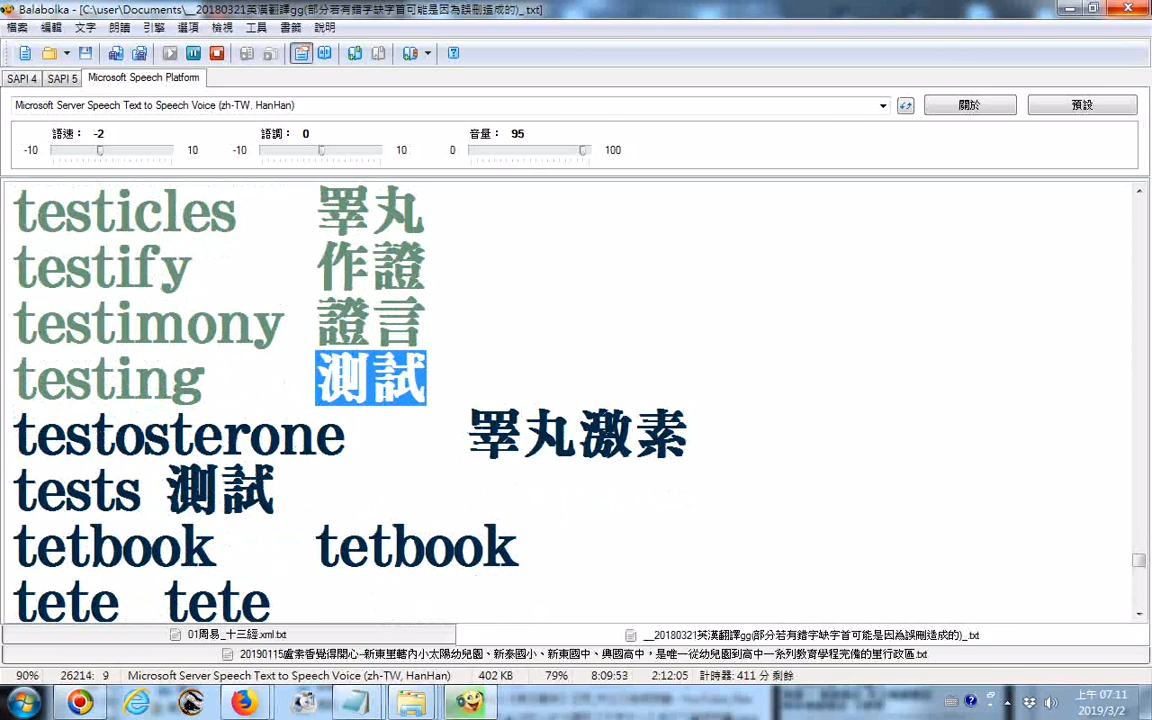 Balabolka - [C:\user\Documents\__20180321英漢翻譯gg(部分若有錯字缺字首可能是因為誤刪造成的)_.txt]
檔案 編輯 文字 朗讀 引擎 選項 檢視 工具 書籤 說明
SAPI 4 SAPI 5 Microsoft Speech Platform
Microsoft Server Speech Text to Speech Voice (zh-TW, HanHan) 關於 預設
語速： -2 語調： 0 音量： 95
-10 10 -10 10 0 100
testicles 睪丸
testify 作證
testimony 證言
testing 測試
testosterone 睪丸激素
tests 測試
tetbook tetbook
tete tete
01周易_十三經.xml.txt __20180321英漢翻譯gg(部分若有錯字缺字首可能是因為誤刪造成的)_.txt
20190115盧素香覺得開心-新東里轄內小太陽幼兒園、新泰國小、新東國中、興國高中，是唯一從幼兒園到高中一系列教育學程完備的里行政區.txt
90% 26214: 9 Microsoft Server Speech Text to Speech Voice (zh-TW, HanHan) 402 KB 79% 8:09:53 2:12:05 計時器: 411 分 剩餘
上午 07:11
2019/3/2